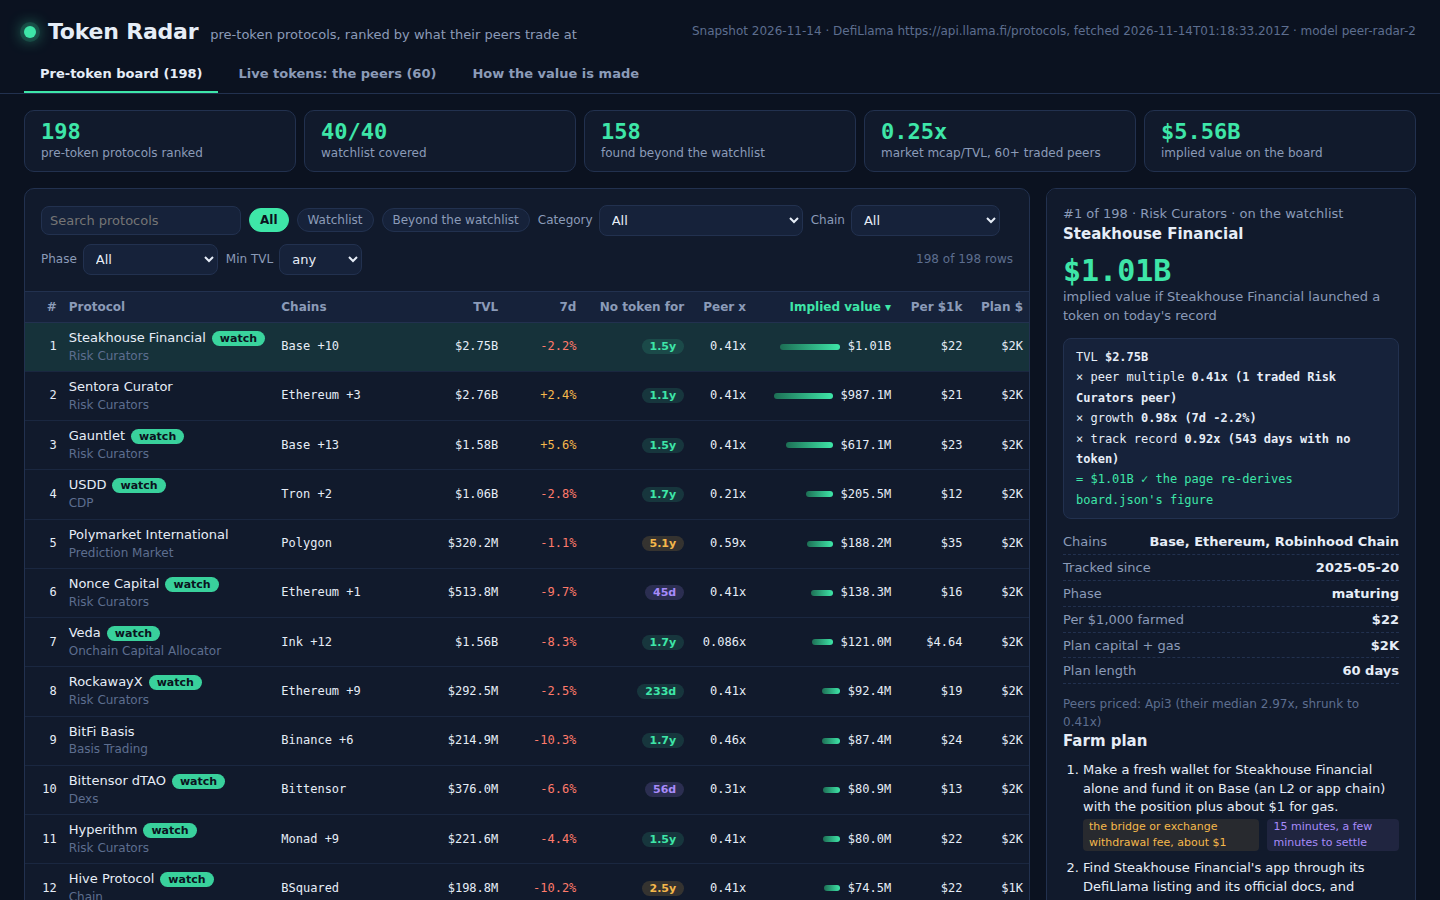 Token Radar pre-token protocols, ranked by what their peers trade at
Snapshot 2026-11-14 · DefiLlama https://api.llama.fi/protocols, fetched 2026-11-14T01:18:33.201Z · model peer-radar-2
Pre-token board (198) Live tokens: the peers (60) How the value is made
198
pre-token protocols ranked
40/40
watchlist covered
158
found beyond the watchlist
0.25x
market mcap/TVL, 60+ traded peers
$5.56B
implied value on the board
Search protocols All Watchlist Beyond the watchlist Category All Chain All
Phase All Min TVL any 198 of 198 rows
# Protocol Chains TVL 7d No token for Peer x Implied value ▾ Per $1k Plan $
1 Steakhouse Financial watch Base +10 $2.75B -2.2% 1.5y 0.41x $1.01B $22 $2K
Risk Curators
2 Sentora Curator Ethereum +3 $2.76B +2.4% 1.1y 0.41x $987.1M $21 $2K
Risk Curators
3 Gauntlet watch Base +13 $1.58B +5.6% 1.5y 0.41x $617.1M $23 $2K
Risk Curators
4 USDD watch Tron +2 $1.06B -2.8% 1.7y 0.21x $205.5M $12 $2K
CDP
5 Polymarket International Polygon $320.2M -1.1% 5.1y 0.59x $188.2M $35 $2K
Prediction Market
6 Nonce Capital watch Ethereum +1 $513.8M -9.7% 45d 0.41x $138.3M $16 $2K
Risk Curators
7 Veda watch Ink +12 $1.56B -8.3% 1.7y 0.086x $121.0M $4.64 $2K
Onchain Capital Allocator
8 RockawayX watch Ethereum +9 $292.5M -2.5% 233d 0.41x $92.4M $19 $2K
Risk Curators
9 BitFi Basis Binance +6 $214.9M -10.3% 1.7y 0.46x $87.4M $24 $2K
Basis Trading
10 Bittensor dTAO watch Bittensor $376.0M -6.6% 56d 0.31x $80.9M $13 $2K
Dexs
11 Hyperithm watch Monad +9 $221.6M -4.4% 1.5y 0.41x $80.0M $22 $2K
Risk Curators
12 Hive Protocol watch BSquared $198.8M -10.2% 2.5y 0.41x $74.5M $22 $1K
Chain
#1 of 198 · Risk Curators · on the watchlist
Steakhouse Financial
$1.01B
implied value if Steakhouse Financial launched a
token on today's record
TVL $2.75B
× peer multiple 0.41x (1 traded Risk
Curators peer)
× growth 0.98x (7d -2.2%)
× track record 0.92x (543 days with no
token)
= $1.01B ✓ the page re-derives
board.json's figure
Chains Base, Ethereum, Robinhood Chain
Tracked since 2025-05-20
Phase maturing
Per $1,000 farmed $22
Plan capital + gas $2K
Plan length 60 days
Peers priced: Api3 (their median 2.97x, shrunk to
0.41x)
Farm plan
1. Make a fresh wallet for Steakhouse Financial
alone and fund it on Base (an L2 or app chain)
with the position plus about $1 for gas.
the bridge or exchange
withdrawal fee, about $1
15 minutes, a few
minutes to settle
2. Find Steakhouse Financial's app through its
DefiLlama listing and its official docs, and